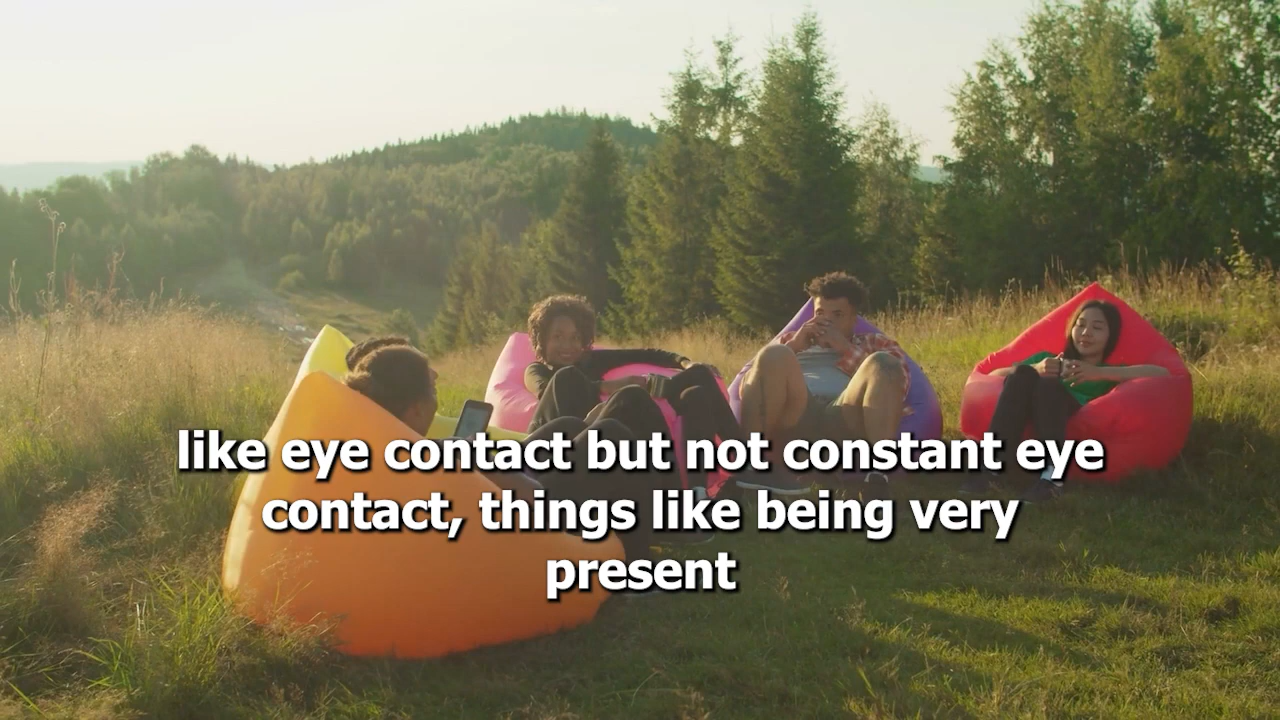 like eye contact but not constant eye
contact, things like being very
present